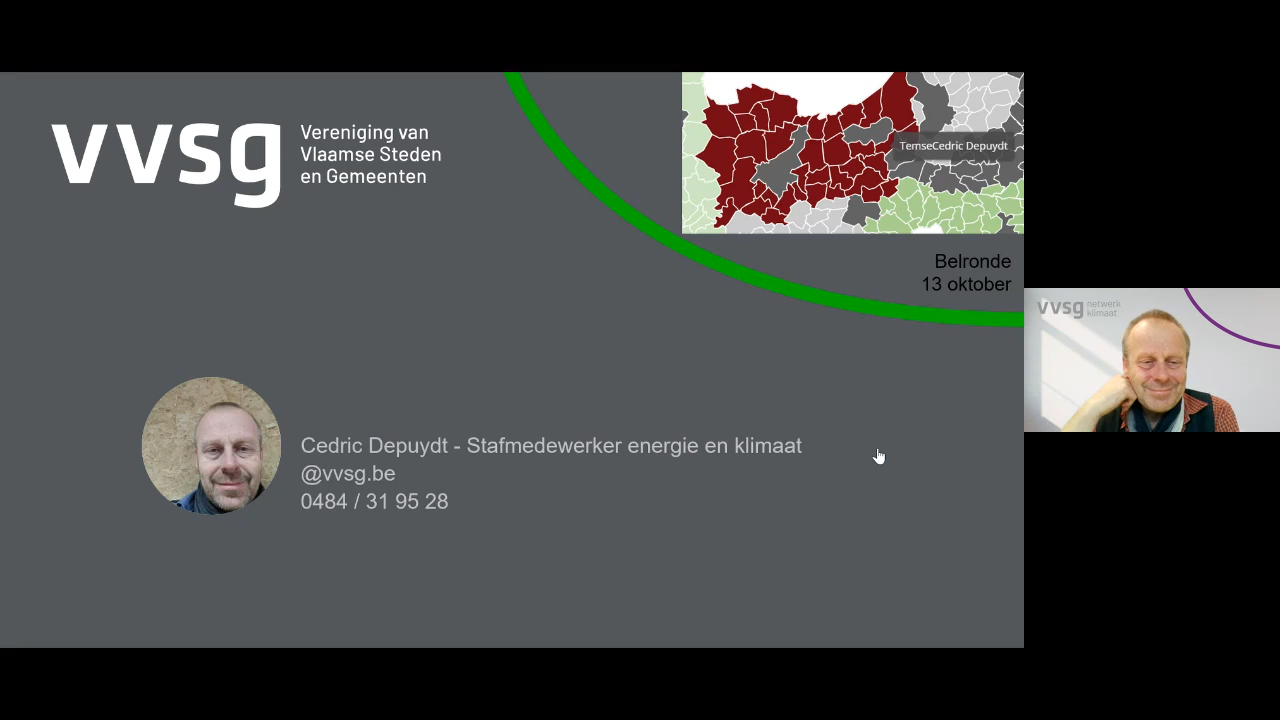 vvsg
Vereniging van
Vlaamse Steden
en Gemeenten
TemseCedric Depuydt
Belronde
13 oktober
vvsg netwerk
klimaat
Cedric Depuydt - Stafmedewerker energie en klimaat
@vvsg.be
0484 / 31 95 28